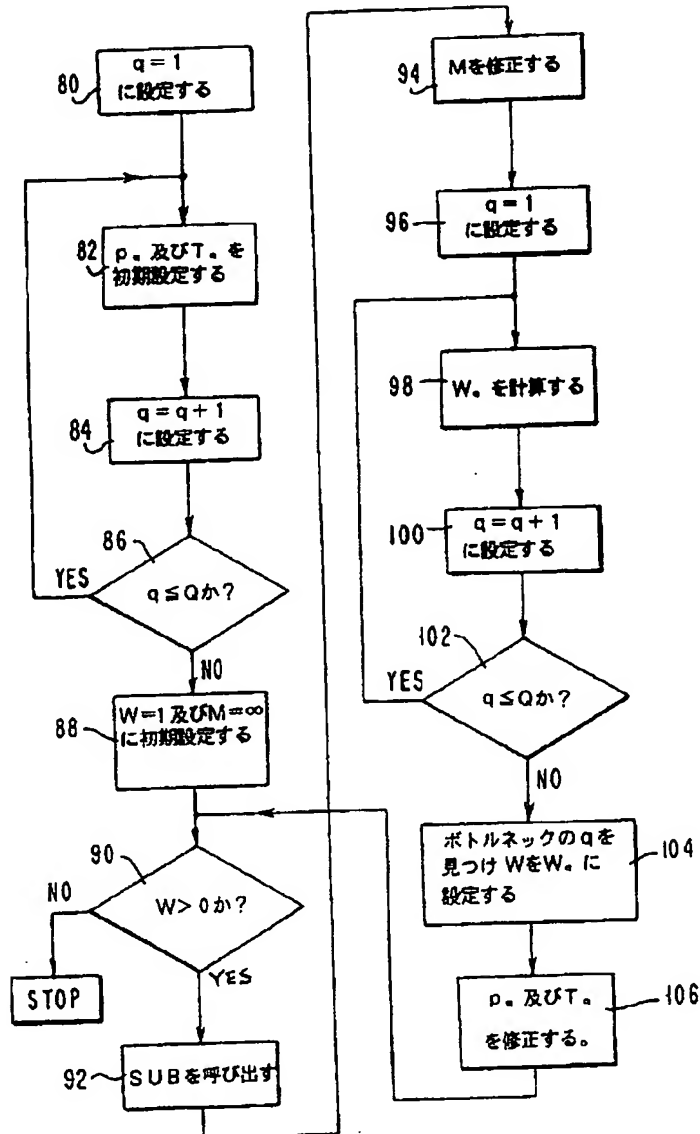 80
q=1
に設定する
82
p。及びT。を
初期設定する
84
q=q+1
に設定する
86
q≦Qか?
YES
NO
88
W=1及びM=∞
に初期設定する
90
W>0か?
NO
YES
STOP
92
SUBを呼び出す
94
Mを修正する
96
q=1
に設定する
98
W。を計算する
100
q=q+1
に設定する
102
q≦Qか?
YES
NO
104
ボトルネックのqを
見つけWをW。に
設定する
106
p。及びT。
を修正する。